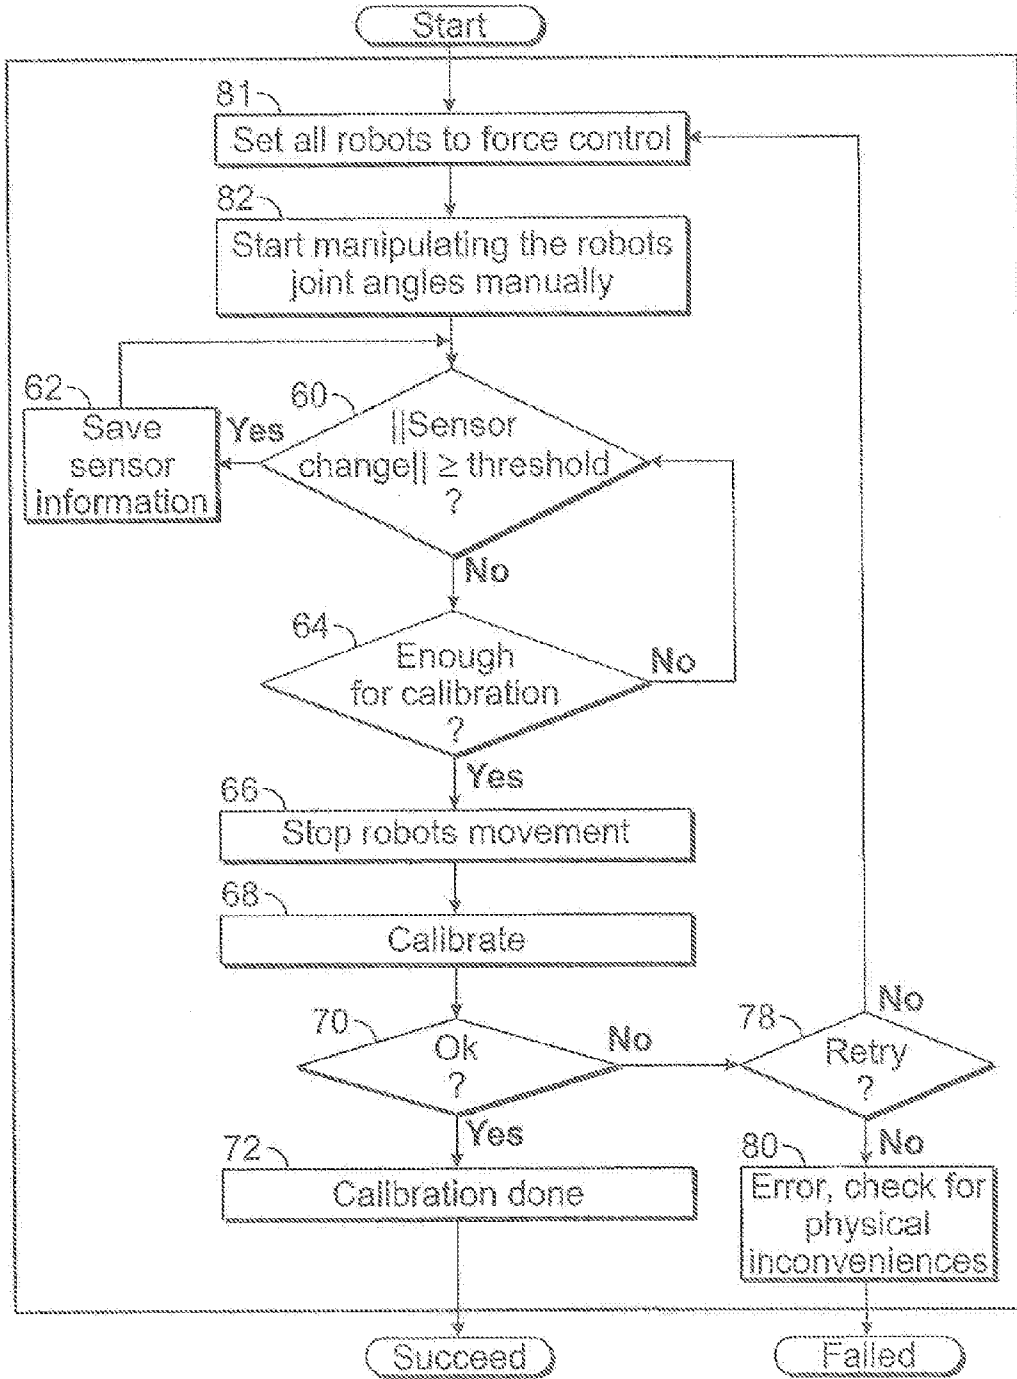 Start
81
Set all robots to force control
82
Start manipulating the robots
joint angles manually
62
Save
sensor
information
Yes
60
||Sensor
change|| ≥ threshold
?
No
64
Enough
for calibration
?
No
Yes
66
Stop robots movement
68
Calibrate
70
Ok
?
No
78
No
Retry
?
Yes
72
Calibration done
No
80
Error, check for
physical
inconveniences
Succeed
Failed